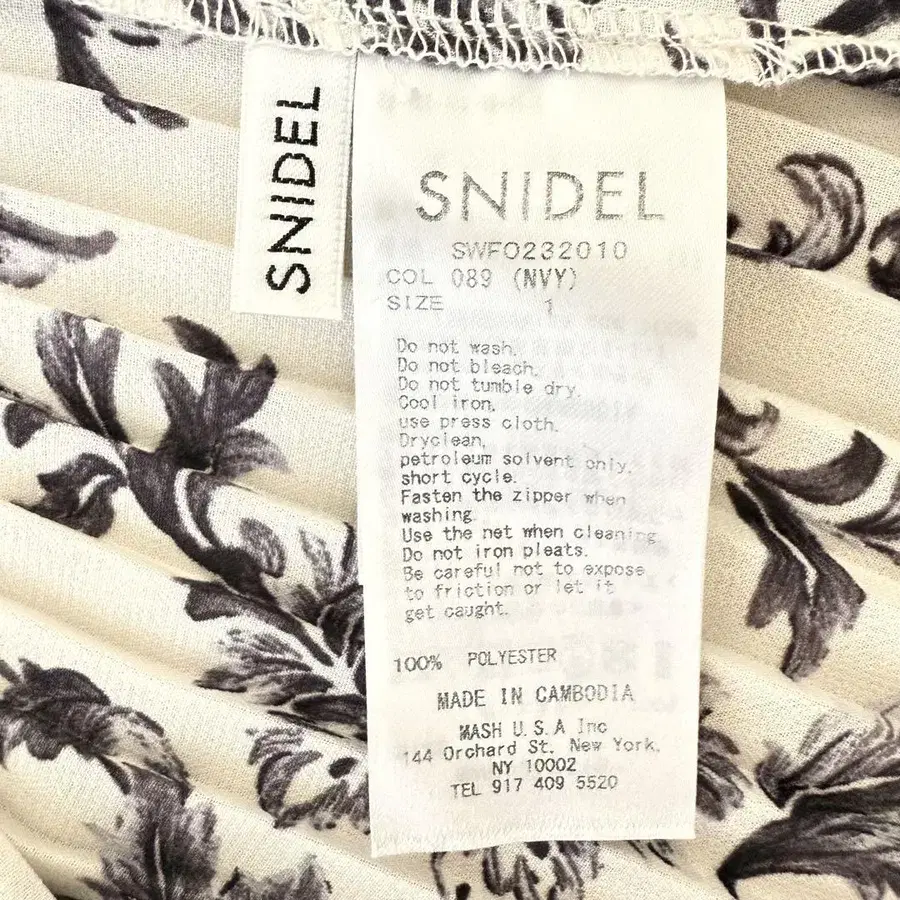 SNIDEL
SNIDEL
SWFO232010
COL 089 (NVY)
SIZE 1
Do not wash.
Do not bleach.
Do not tumble dry.
Cool iron,
use press cloth.
Dryclean,
petroleum solvent only,
short cycle.
Fasten the zipper when
washing.
Use the net when cleaning
Do not iron pleats.
Be careful not to expose
to friction or let it
get caught.
100% POLYESTER
MADE IN CAMBODIA
MASH U.S.A Inc
144 Orchard St. New York,
NY 10002
TEL 917 409 5520